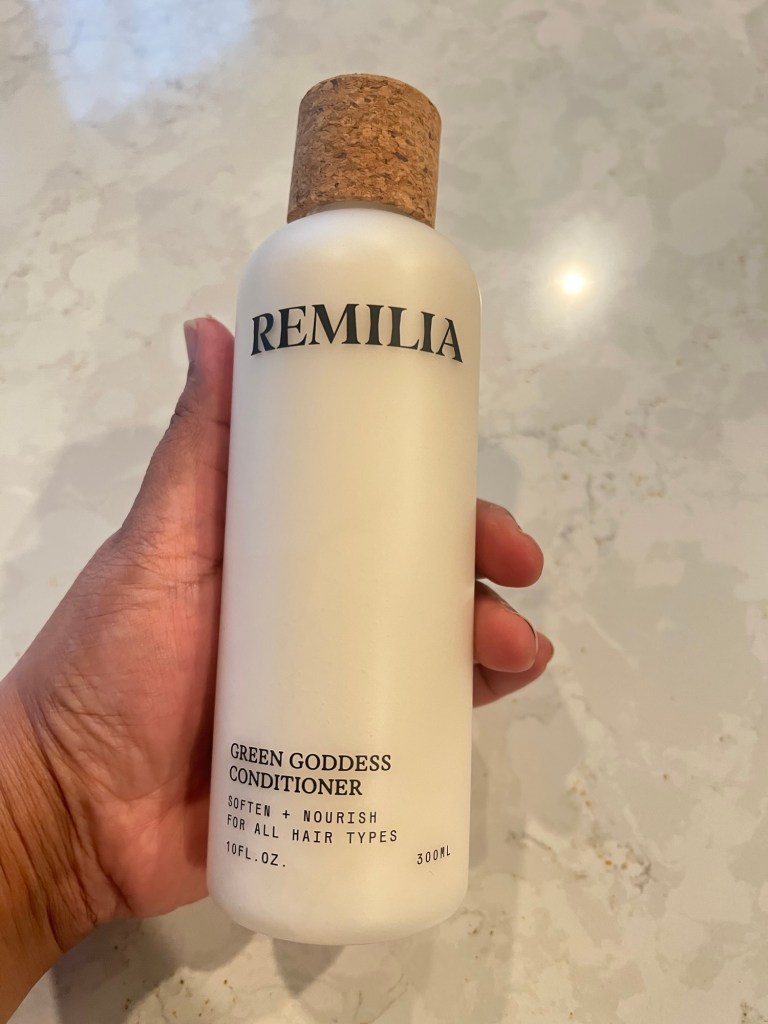 REMILIA
GREEN GODDESS
CONDITIONER
SOFTEN + NOURISH
FOR ALL HAIR TYPES
10FL.OZ. 300ML